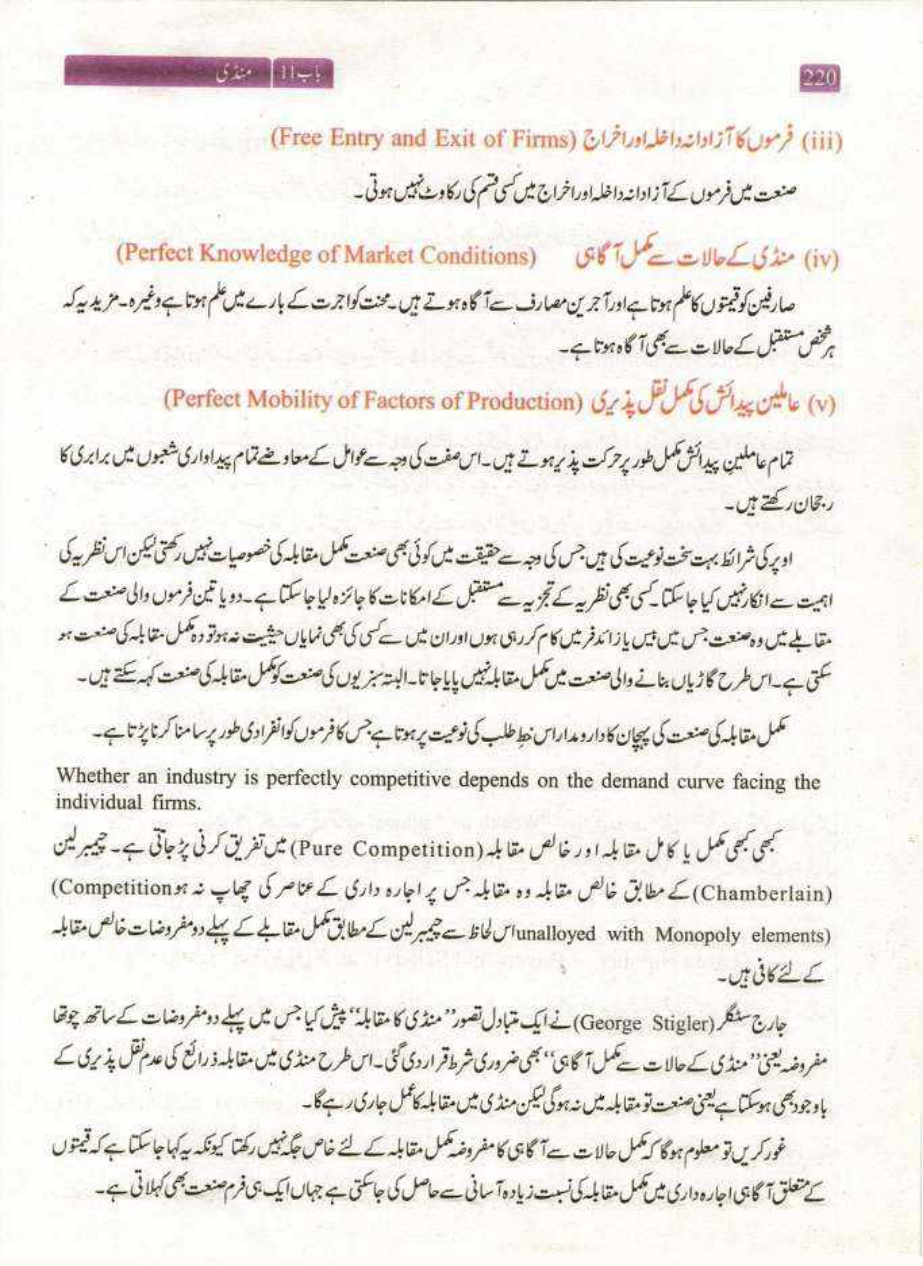 220 باب 11 منڈی
(iii) فرموں کا آزادانہ داخلہ اور اخراج (Free Entry and Exit of Firms)
صنعت میں فرموں کے آزادانہ داخلہ اور اخراج میں کسی قسم کی رکاوٹ نہیں ہوتی۔
(iv) منڈی کے حالات سے مکمل آگاہی (Perfect Knowledge of Market Conditions)
صارفین کو قیمتوں کا علم ہوتا ہے اور آجرین مصارف سے آگاہ ہوتے ہیں۔ محنت کو اجرت کے بارے میں علم ہوتا ہے وغیرہ۔ مزید یہ کہ
ہر شخص مستقبل کے حالات سے بھی آگاہ ہوتا ہے۔
(v) عاملین پیدائش کی مکمل نقل پذیری (Perfect Mobility of Factors of Production)
تمام عاملینِ پیدائش مکمل طور پر حرکت پذیر ہوتے ہیں۔ اس صفت کی وجہ سے عوامل کے معاوضے تمام پیداواری شعبوں میں برابری کا
رجحان رکھتے ہیں۔
اوپر کی شرائط بہت سخت نوعیت کی ہیں جس کی وجہ سے حقیقت میں کوئی بھی صنعت مکمل مقابلہ کی خصوصیات نہیں رکھتی لیکن اس نظریہ کی
اہمیت سے انکار نہیں کیا جا سکتا۔ کسی بھی نظریہ کے تجزیہ سے مستقبل کے امکانات کا جائزہ لیا جا سکتا ہے۔ دو یا تین فرموں والی صنعت کے
مقابلے میں وہ صنعت جس میں بیس یا زائد فرمیں کام کر رہی ہوں اور ان میں سے کسی کی بھی نمایاں حیثیت نہ ہو تو وہ مکمل مقابلہ کی صنعت ہو
سکتی ہے۔ اس طرح گاڑیاں بنانے والی صنعت میں مکمل مقابلہ نہیں پایا جاتا۔ البتہ سبزیوں کی صنعت کو مکمل مقابلہ کی صنعت کہہ سکتے ہیں۔
مکمل مقابلہ کی صنعت کی پہچان کا دارومدار اس خطِ طلب کی نوعیت پر ہوتا ہے جس کا فرموں کو انفرادی طور پر سامنا کرنا پڑتا ہے۔
Whether an industry is perfectly competitive depends on the demand curve facing the
individual firms.
کبھی کبھی مکمل یا کامل مقابلہ اور خالص مقابلہ (Pure Competition) میں تفریق کرنی پڑ جاتی ہے۔ چیمبرلین
(Chamberlain) کے مطابق خالص مقابلہ وہ مقابلہ جس پر اجارہ داری کے عناصر کی چھاپ نہ ہو (Competition
unalloyed with Monopoly elements) اس لحاظ سے چیمبرلین کے مطابق مکمل مقابلے کے پہلے دو مفروضات خالص مقابلہ
کے لئے کافی ہیں۔
جارج سٹگلر (George Stigler) نے ایک متبادل تصور ”منڈی کا مقابلہ“ پیش کیا جس میں پہلے دو مفروضات کے ساتھ چوتھا
مفروضہ یعنی ”منڈی کے حالات سے مکمل آگاہی“ بھی ضروری شرط قرار دی گئی۔ اس طرح منڈی میں مقابلہ ذرائع کی عدم نقل پذیری کے
باوجود بھی ہو سکتا ہے یعنی صنعت تو مقابلہ میں نہ ہوگی لیکن منڈی میں مقابلہ کا عمل جاری رہے گا۔
غور کریں تو معلوم ہوگا کہ مکمل حالات سے آگاہی کا مفروضہ مکمل مقابلہ کے لئے خاص جگہ نہیں رکھتا کیونکہ یہ کہا جا سکتا ہے کہ قیمتوں
کے متعلق آگاہی اجارہ داری میں مکمل مقابلہ کی نسبت زیادہ آسانی سے حاصل کی جا سکتی ہے جہاں ایک ہی فرم صنعت بھی کہلاتی ہے۔